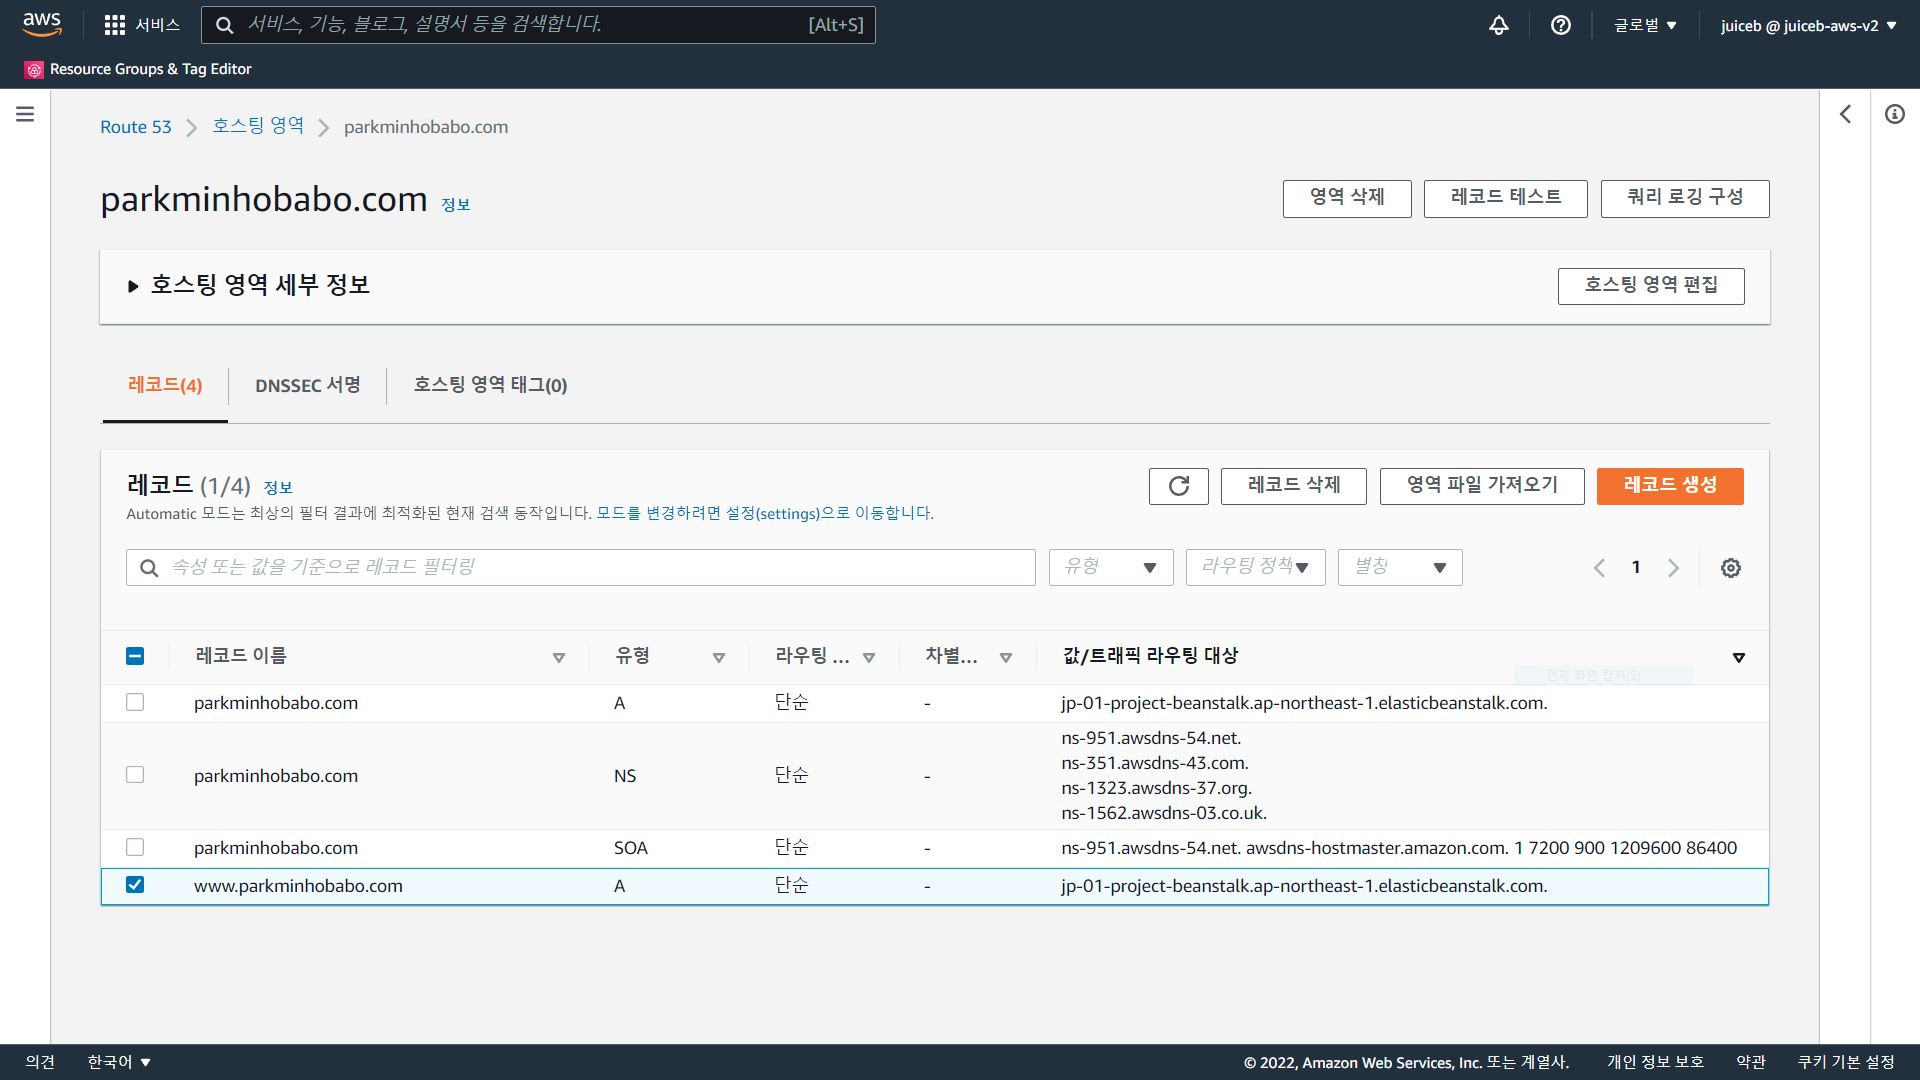 aws
서비스
서비스, 기능, 블로그, 설명서 등을 검색합니다.
[Alt+S]
글로벌
juiceb @ juiceb-aws-v2
Resource Groups & Tag Editor
Route 53
호스팅 영역
parkminhobabo.com
parkminhobabo.com 정보
영역 삭제
레코드 테스트
쿼리 로깅 구성
호스팅 영역 세부 정보
호스팅 영역 편집
레코드(4)
DNSSEC 서명
호스팅 영역 태그(0)
레코드 (1/4) 정보
레코드 삭제
영역 파일 가져오기
레코드 생성
Automatic 모드는 최상의 필터 결과에 최적화된 현재 검색 동작입니다. 모드를 변경하려면 설정(settings)으로 이동합니다.
속성 또는 값을 기준으로 레코드 필터링
유형
라우팅 정책
별칭
1
레코드 이름
유형
라우팅 ...
차별...
값/트래픽 라우팅 대상
전체 화면 캡처(S)
parkminhobabo.com
A
단순
-
jp-01-project-beanstalk.ap-northeast-1.elasticbeanstalk.com.
parkminhobabo.com
NS
단순
-
ns-951.awsdns-54.net.
ns-351.awsdns-43.com.
ns-1323.awsdns-37.org.
ns-1562.awsdns-03.co.uk.
parkminhobabo.com
SOA
단순
-
ns-951.awsdns-54.net. awsdns-hostmaster.amazon.com. 1 7200 900 1209600 86400
www.parkminhobabo.com
A
단순
-
jp-01-project-beanstalk.ap-northeast-1.elasticbeanstalk.com.
의견
한국어
© 2022, Amazon Web Services, Inc. 또는 계열사.
개인 정보 보호
약관
쿠키 기본 설정